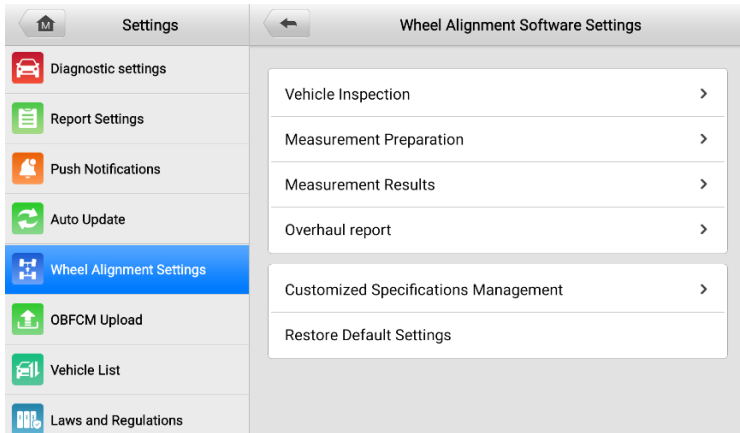 M
Settings
Diagnostic settings
Report Settings
Push Notifications
Auto Update
Wheel Alignment Settings
OBFCM Upload
Vehicle List
Laws and Regulations
Wheel Alignment Software Settings
Vehicle Inspection
Measurement Preparation
Measurement Results
Overhaul report
Customized Specifications Management
Restore Default Settings